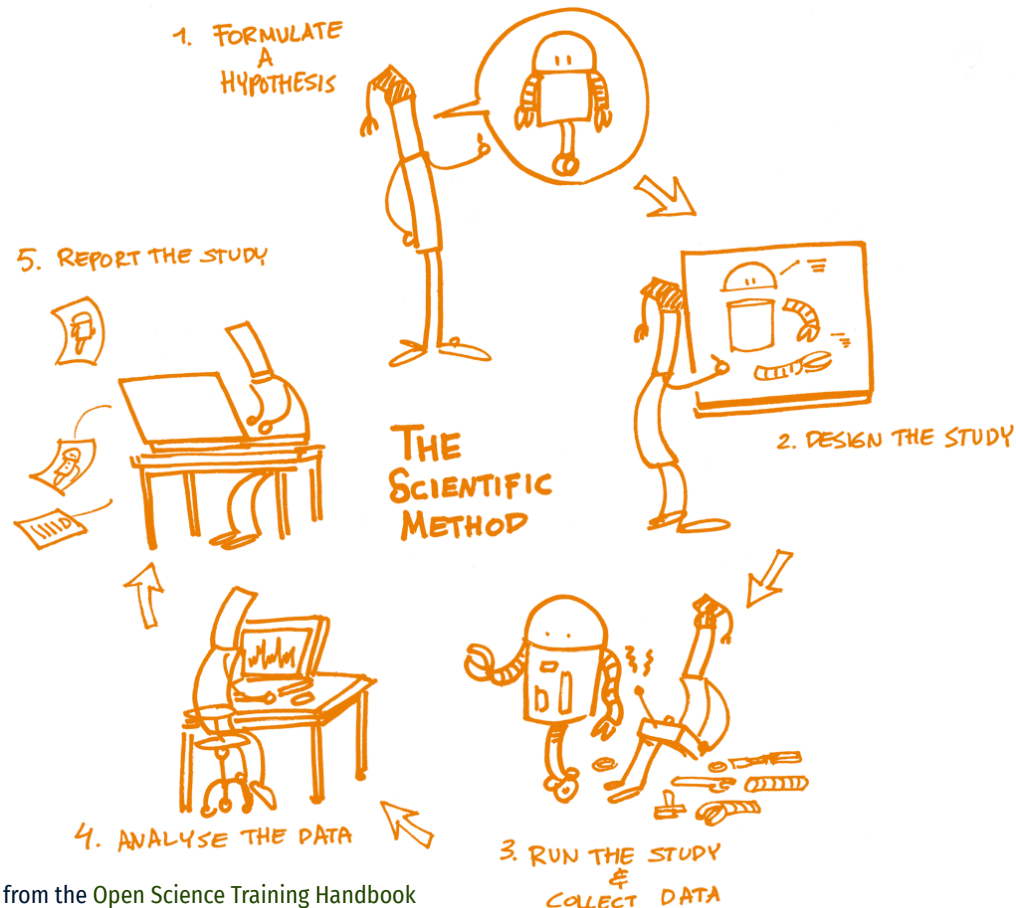 1. FORMULATE
A
HYPOTHESIS
5. REPORT THE STUDY
2. DESIGN THE STUDY
THE
SCIENTIFIC
METHOD
4. ANALYSE THE DATA
3. RUN THE STUDY
&
COLLECT DATA
from the Open Science Training Handbook